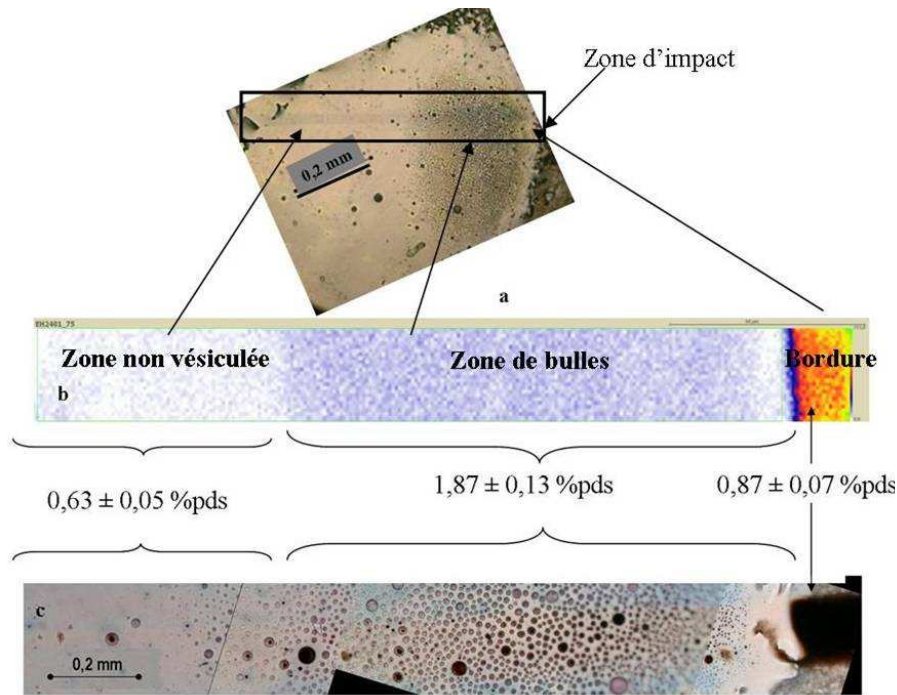 Zone d'impact
0,2 mm
a
EH2401_75
Zone non vésiculée
Zone de bulles
Bordure
b
0,63 ± 0,05 %pds
1,87 ± 0,13 %pds
0,87 ± 0,07 %pds
c
0,2 mm